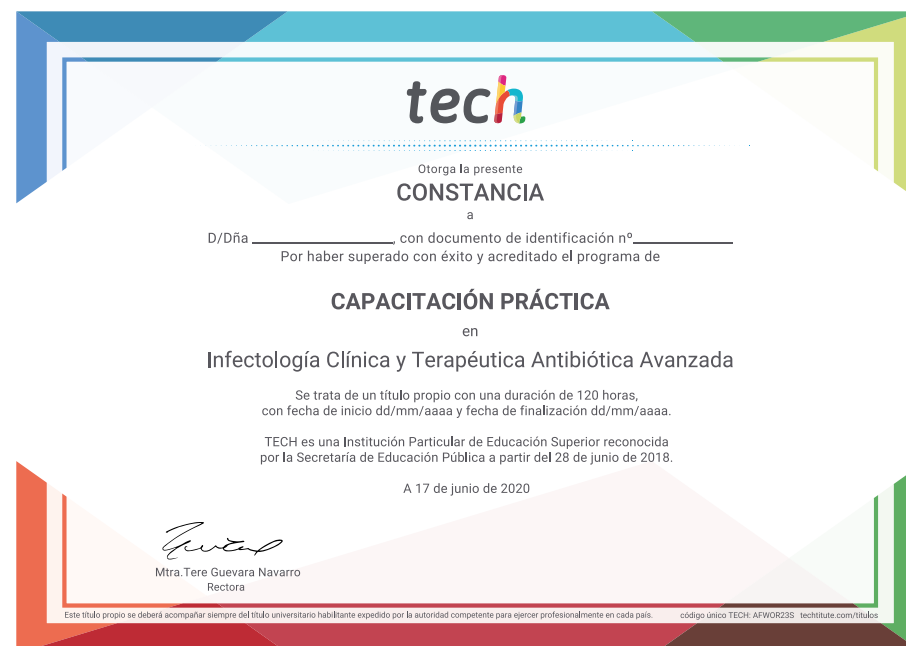 tech
Otorga la presente
CONSTANCIA
a
D/Dña ____________________, con documento de identificación nº______________
Por haber superado con éxito y acreditado el programa de
CAPACITACIÓN PRÁCTICA
en
Infectología Clínica y Terapéutica Antibiótica Avanzada
Se trata de un título propio con una duración de 120 horas,
con fecha de inicio dd/mm/aaaa y fecha de finalización dd/mm/aaaa.
TECH es una Institución Particular de Educación Superior reconocida
por la Secretaría de Educación Pública a partir del 28 de junio de 2018.
A 17 de junio de 2020
Mtra.Tere Guevara Navarro
Rectora
Este título propio se deberá acompañar siempre del título universitario habilitante expedido por la autoridad competente para ejercer profesionalmente en cada país. código único TECH: AFWOR23S techtitute.com/títulos